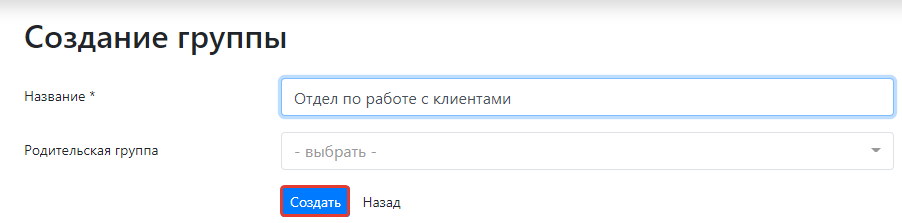 Создание группы
Название *
Отдел по работе с клиентами
Родительская группа
- выбрать -
Создать Назад